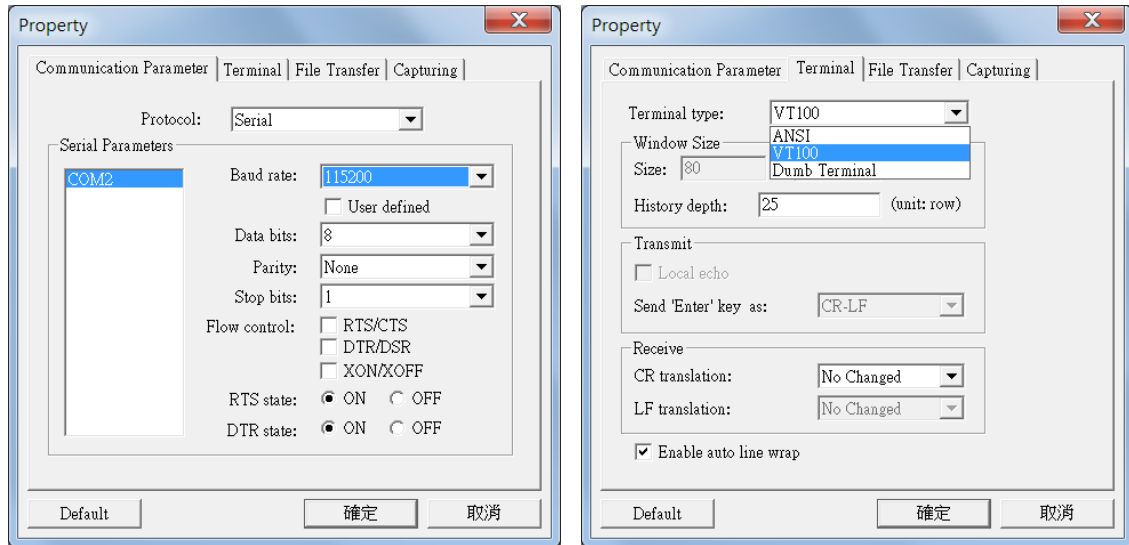 Property
Communication Parameter Terminal File Transfer Capturing
Protocol: Serial
Serial Parameters
COM2
Baud rate: 115200
User defined
Data bits: 8
Parity: None
Stop bits: 1
Flow control: RTS/CTS
DTR/DSR
XON/XOFF
RTS state: ON OFF
DTR state: ON OFF
Default 確定 取消
Property
Communication Parameter Terminal File Transfer Capturing
Terminal type: VT100
ANSI
VT100
Dumb Terminal
Window Size
Size: 80
History depth: 25 (unit: row)
Transmit
Local echo
Send 'Enter' key as: CR-LF
Receive
CR translation: No Changed
LF translation: No Changed
Enable auto line wrap
Default 確定 取消